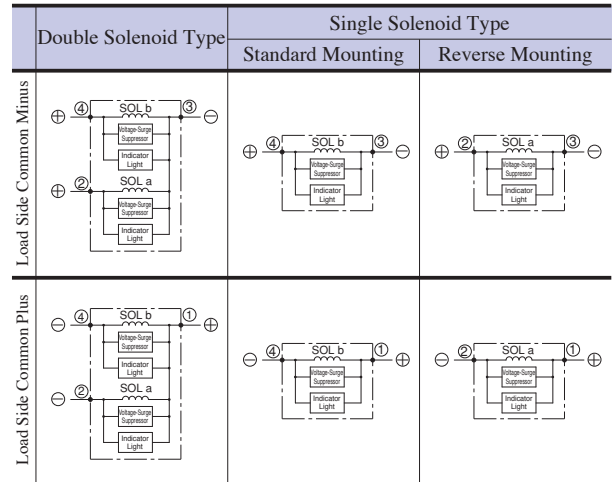 Double Solenoid Type
Single Solenoid Type
Standard Mounting
Reverse Mounting
Load Side Common Minus
⊕ ④ SOL b ③ ⊖
Voltage-Surge
Suppressor
Indicator
Light
⊕ ② SOL a
Voltage-Surge
Suppressor
Indicator
Light
⊕ ④ SOL b ③ ⊖
Voltage-Surge
Suppressor
Indicator
Light
⊕ ② SOL a ③ ⊖
Voltage-Surge
Suppressor
Indicator
Light
Load Side Common Plus
⊖ ④ SOL b ① ⊕
Voltage-Surge
Suppressor
Indicator
Light
⊖ ② SOL a
Voltage-Surge
Suppressor
Indicator
Light
⊖ ④ SOL b ① ⊕
Voltage-Surge
Suppressor
Indicator
Light
⊖ ② SOL a ① ⊕
Voltage-Surge
Suppressor
Indicator
Light